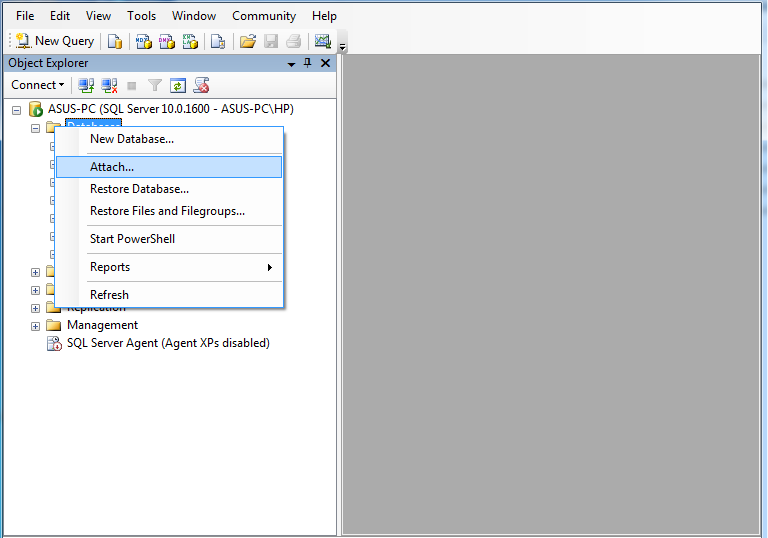 File Edit View Tools Window Community Help
New Query
Object Explorer
Connect
ASUS-PC (SQL Server 10.0.1600 - ASUS-PC\HP)
Databases
New Database...
Attach...
Restore Database...
Restore Files and Filegroups...
Start PowerShell
Reports
Refresh
Replication
Management
SQL Server Agent (Agent XPs disabled)